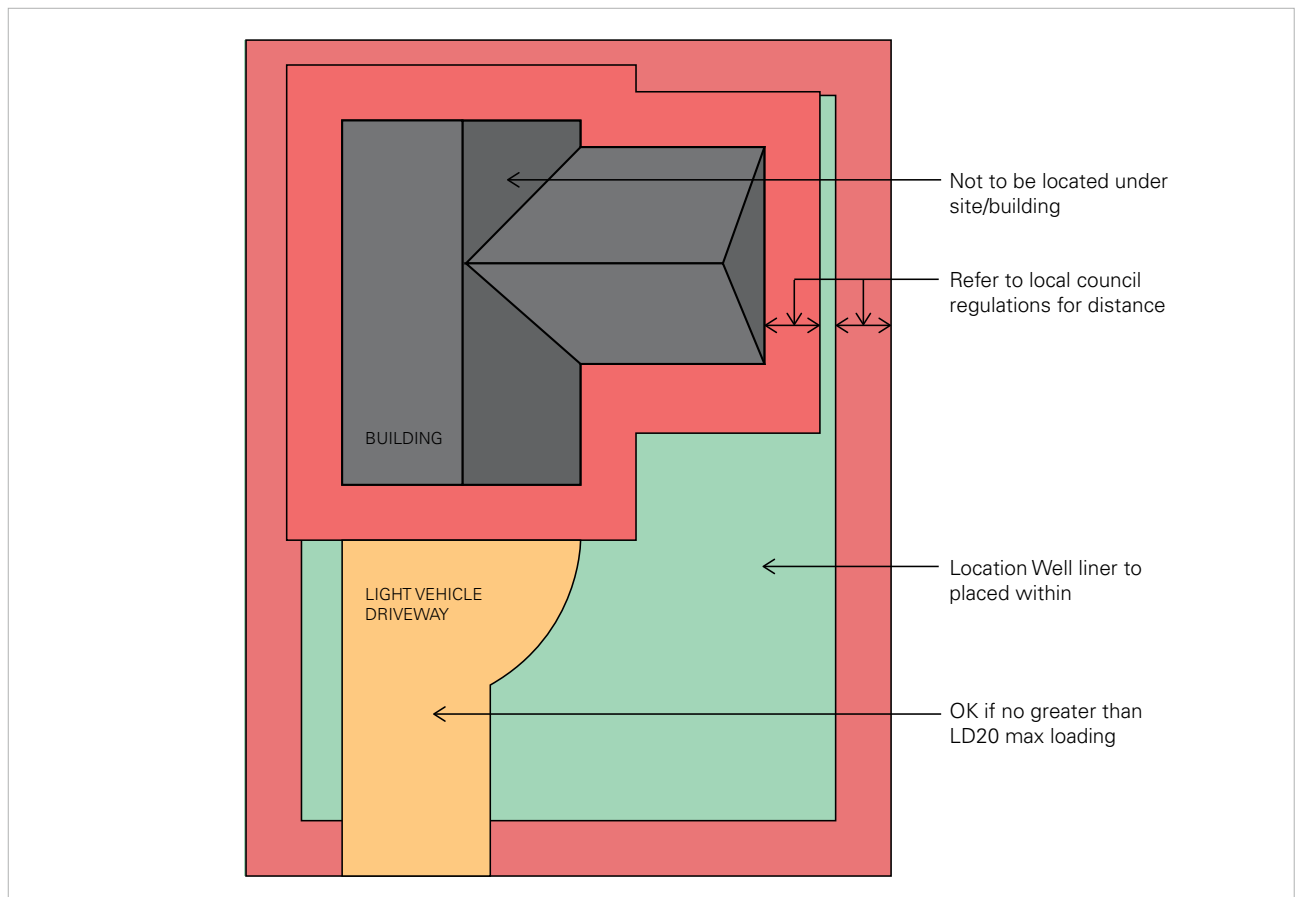 Not to be located under
site/building
Refer to local council
regulations for distance
BUILDING
Location Well liner to
placed within
LIGHT VEHICLE
DRIVEWAY
OK if no greater than
LD20 max loading